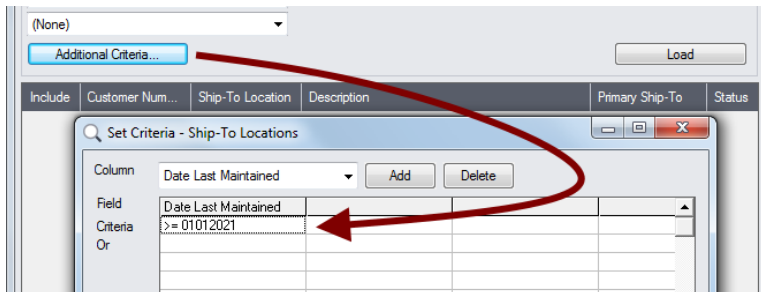 (None)
Additional Criteria...
Load
Include Customer Num... Ship-To Location Description Primary Ship-To Status
Set Criteria - Ship-To Locations
Column Date Last Maintained Add Delete
Field Date Last Maintained
Criteria >= 01012021
Or